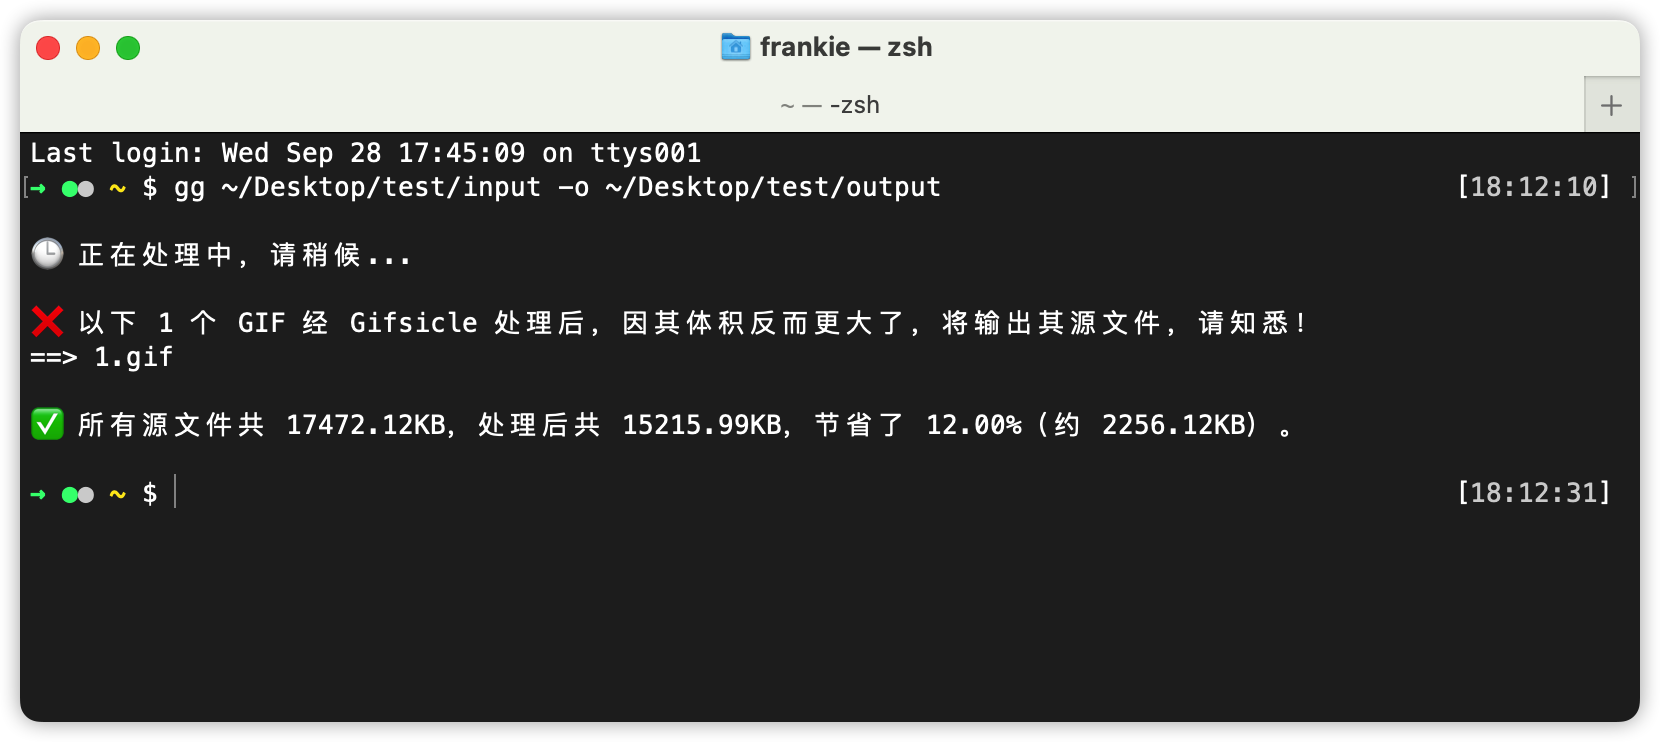 frankie — zsh
~ — -zsh
Last login: Wed Sep 28 17:45:09 on ttys001
→ ~ $ gg ~/Desktop/test/input -o ~/Desktop/test/output [18:12:10]
正在处理中，请稍候...
以下 1 个 GIF 经 Gifsicle 处理后，因其体积反而更大了，将输出其源文件，请知悉！
==> 1.gif
所有源文件共 17472.12KB，处理后共 15215.99KB，节省了 12.00%（约 2256.12KB）。
→ ~ $ [18:12:31]